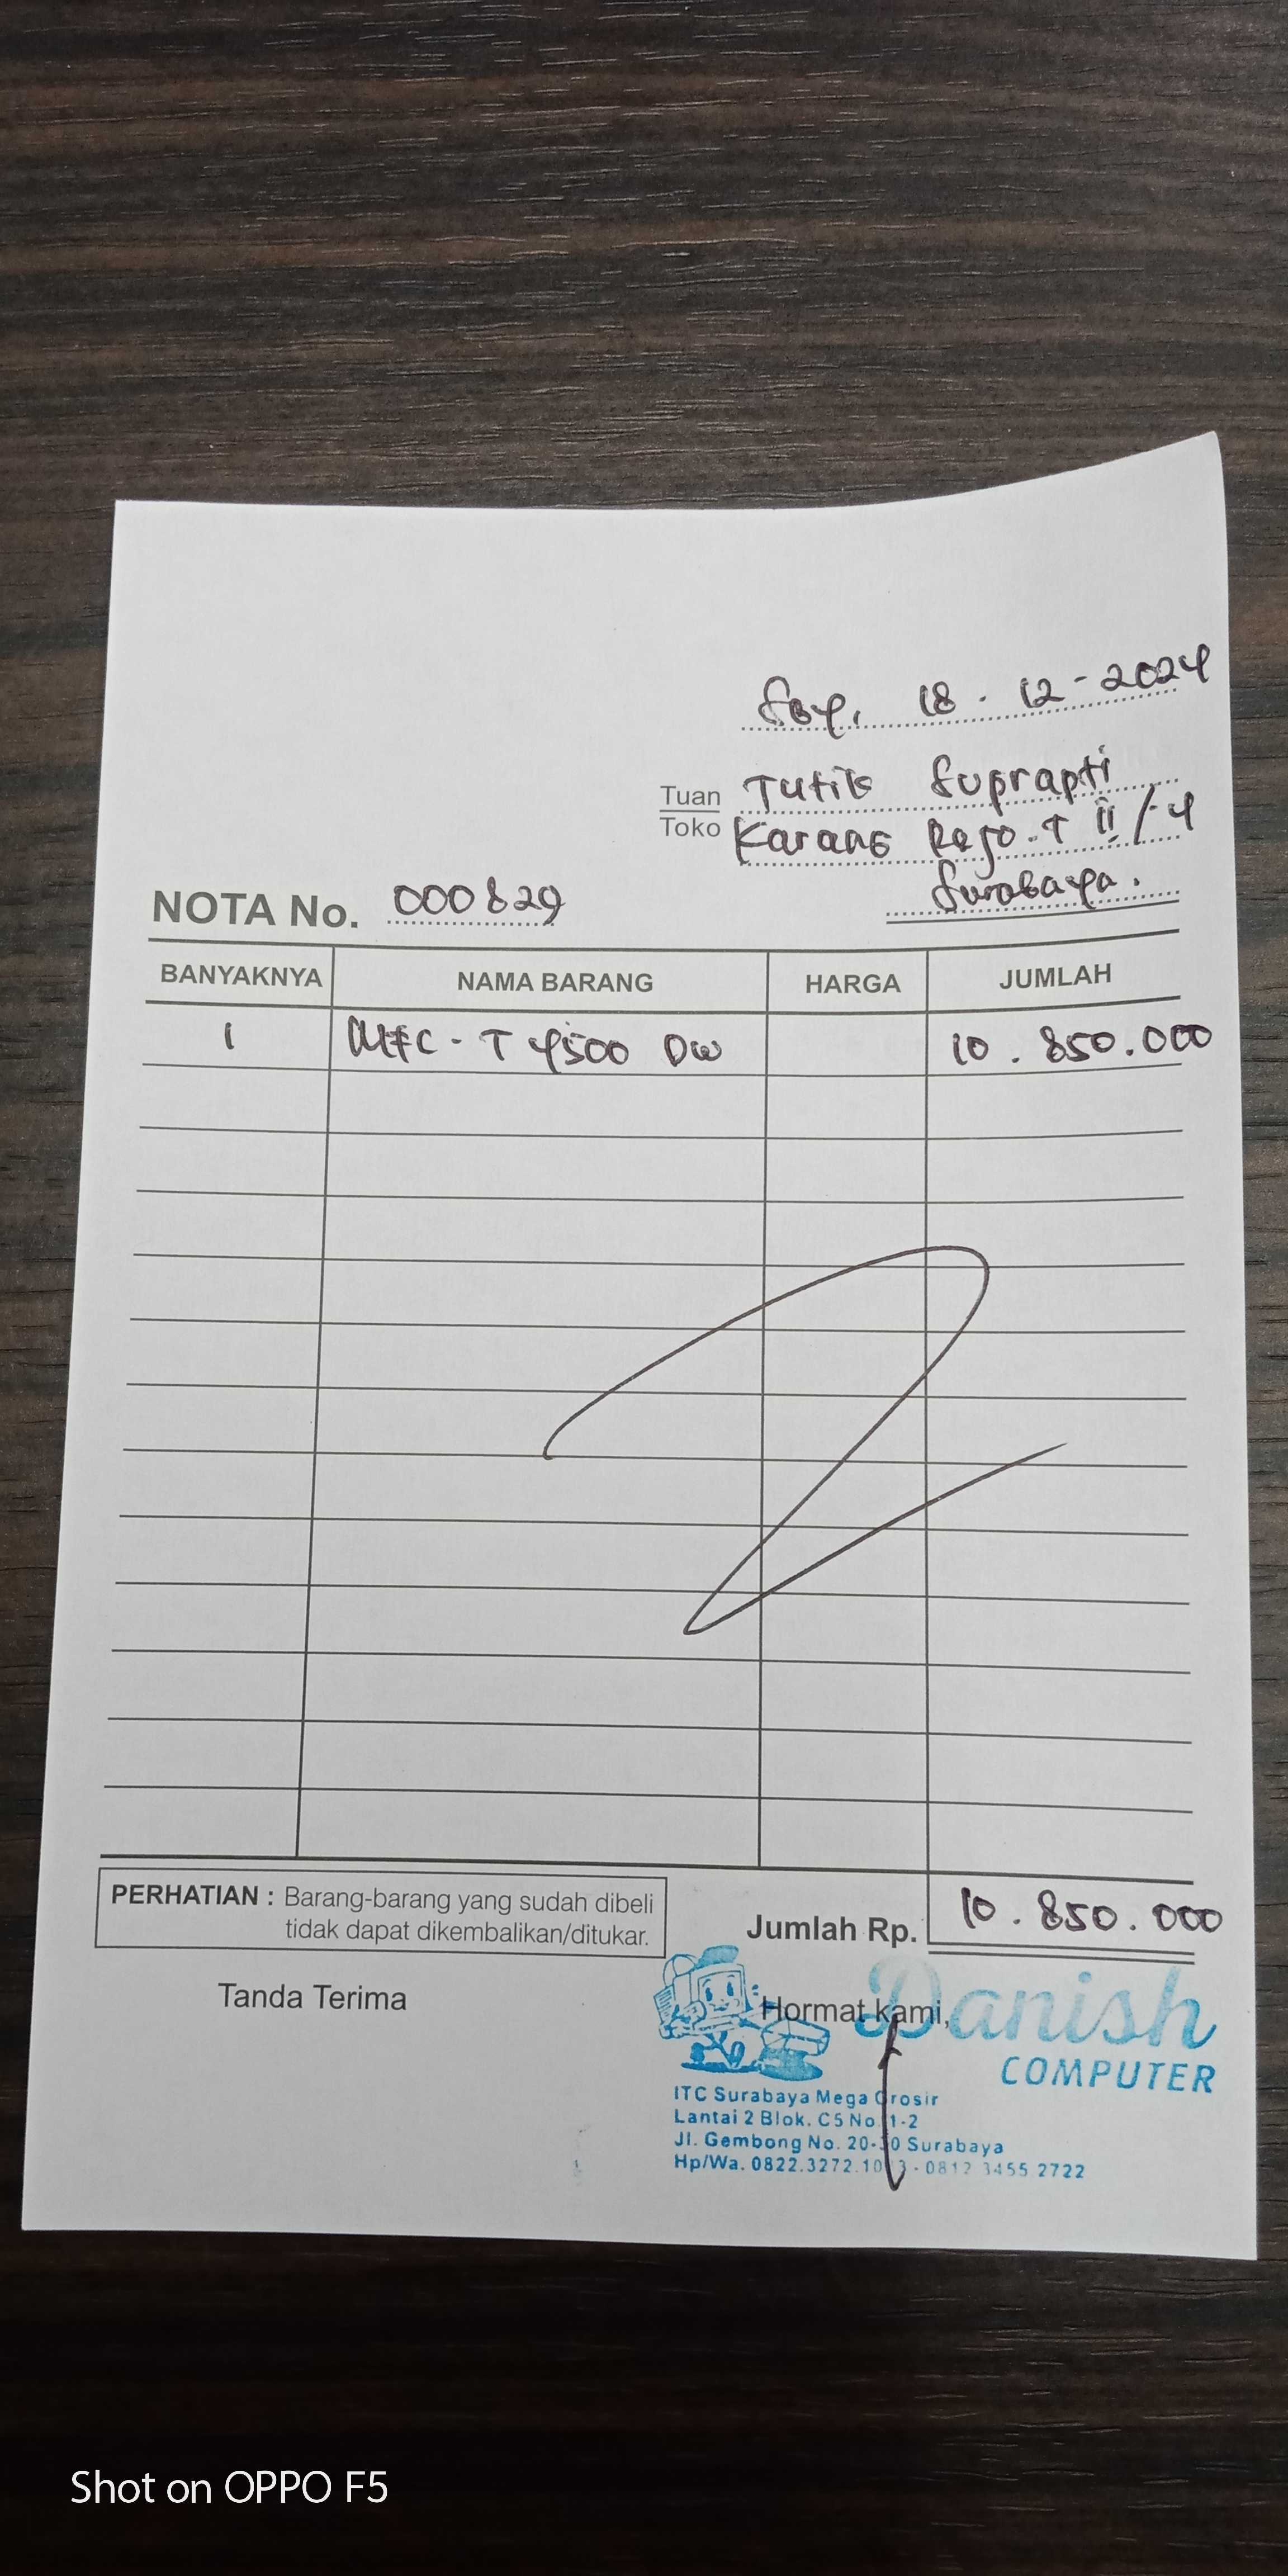 Sby, 18 - 12 - 2024
Tuan Tutik Suprapti
Toko Karang Rejo.T II / 4
Surabaya.
NOTA No. 000829
BANYAKNYA NAMA BARANG HARGA JUMLAH
1 MFC - T 4500 DW 10 . 850.000
PERHATIAN : Barang-barang yang sudah dibeli
tidak dapat dikembalikan/ditukar.
Jumlah Rp. 10 . 850 . 000
Tanda Terima
Hormat kami,
Danish
COMPUTER
ITC Surabaya Mega Grosir
Lantai 2 Blok. C5 No. 1-2
Jl. Gembong No. 20-30 Surabaya
Hp/Wa. 0812 3455 2722
Shot on OPPO F5